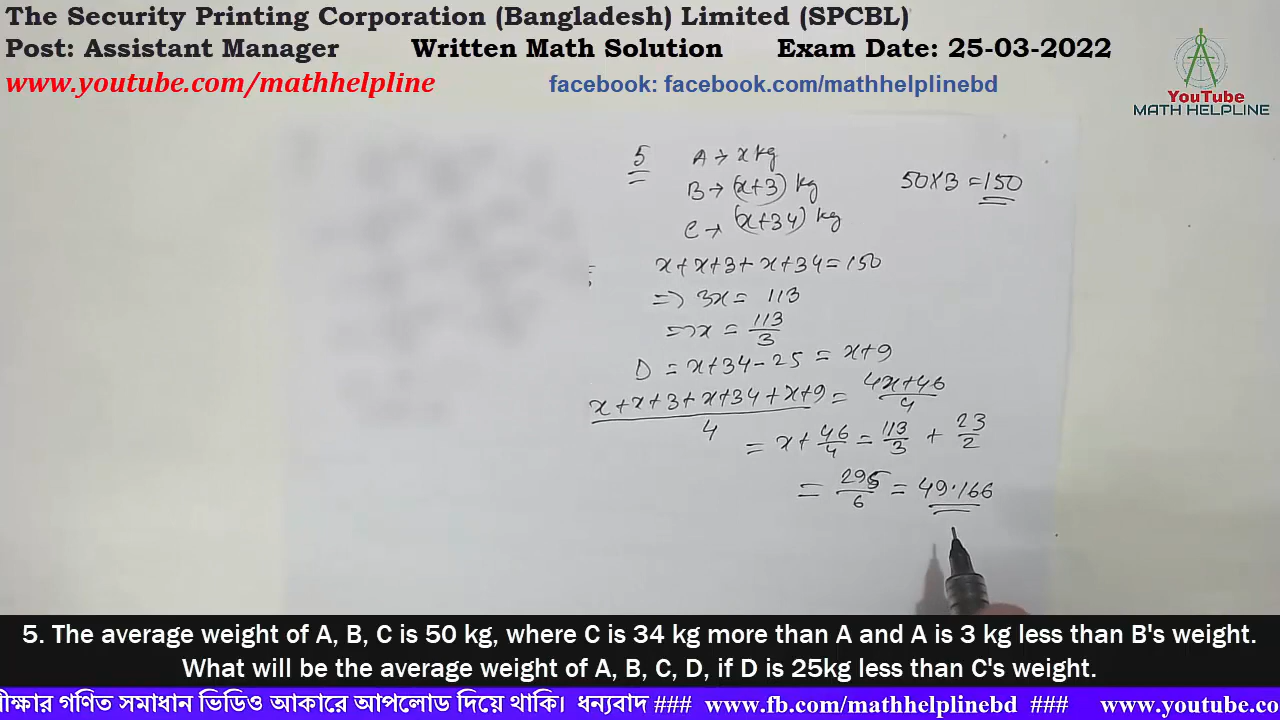 The Security Printing Corporation (Bangladesh) Limited (SPCBL)
Post: Assistant Manager Written Math Solution Exam Date: 25-03-2022
www.youtube.com/mathhelpline facebook: facebook.com/mathhelplinebd
YouTube
MATH HELPLINE
5 A → x kg
B → (x+3) kg 50×3 = 150
C → (x+34) kg
x+x+3+x+34=150
⇒ 3x = 113
⇒ x = 113/3
D = x+34-25 = x+9
x+x+3+x+34+x+9/4 = 4x+46/4
= x+46/4 = 113/3 + 23/2
= 295/6 = 49.166
5. The average weight of A, B, C is 50 kg, where C is 34 kg more than A and A is 3 kg less than B's weight.
What will be the average weight of A, B, C, D, if D is 25kg less than C's weight.
গণিত সমাধান ভিডিও আকারে আপলোড দিয়ে থাকি। ধন্যবাদ ### www.fb.com/mathhelplinebd ### www.youtube.co